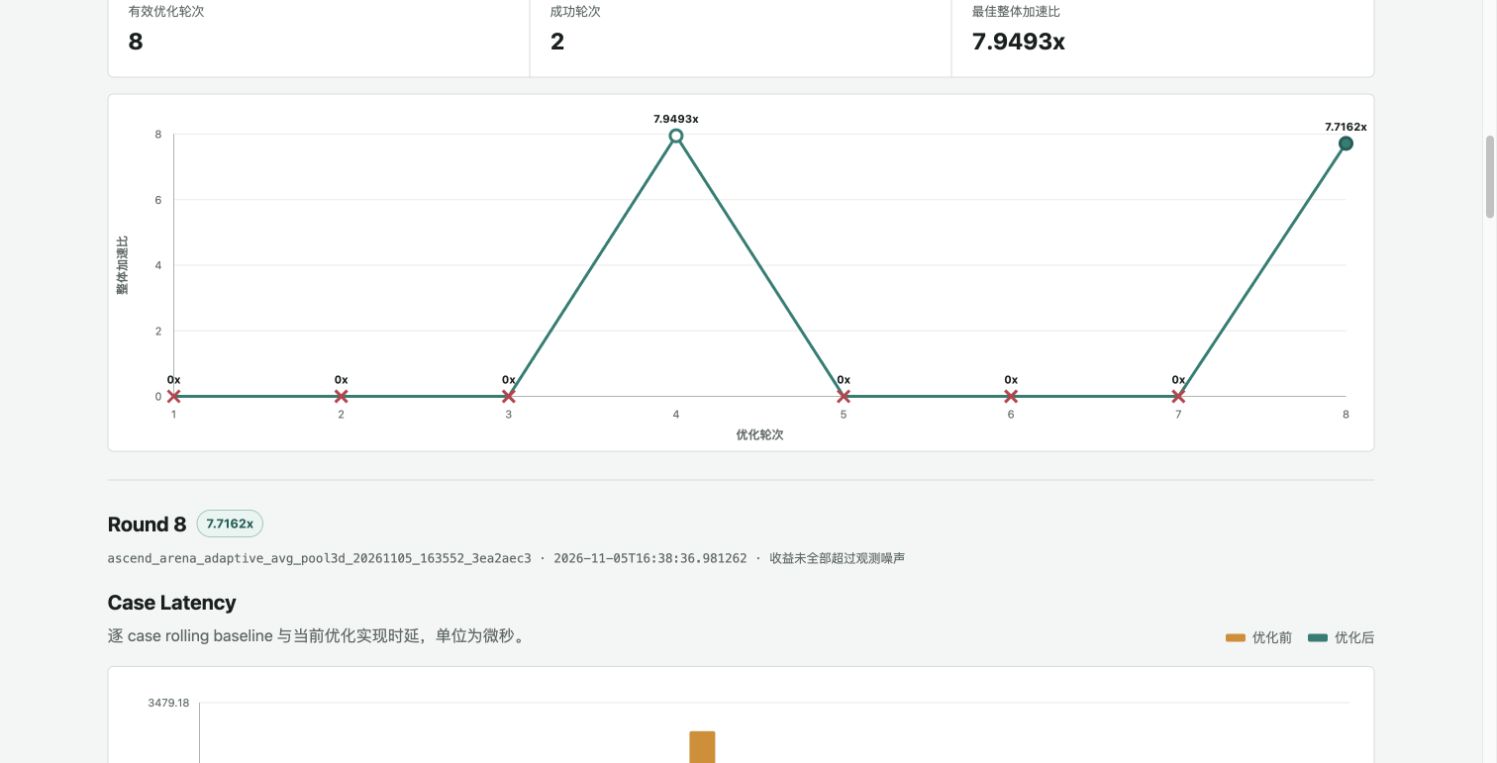 有效优化轮次
成功轮次
最佳整体加速比
8
2
7.9493x
7.9493x
7.7162x
8
6
4
2
0
整体加速比
0x
0x
0x
0x
0x
0x
1
2
3
4
5
6
7
8
优化轮次
Round 8
7.7162x
ascend_arena_adaptive_avg_pool3d_20261105_163552_3ea2aec3 · 2026-11-05T16:38:36.981262 · 收益未全部超过观测噪声
Case Latency
逐 case rolling baseline 与当前优化实现时延，单位为微秒。
优化前
优化后
3479.18